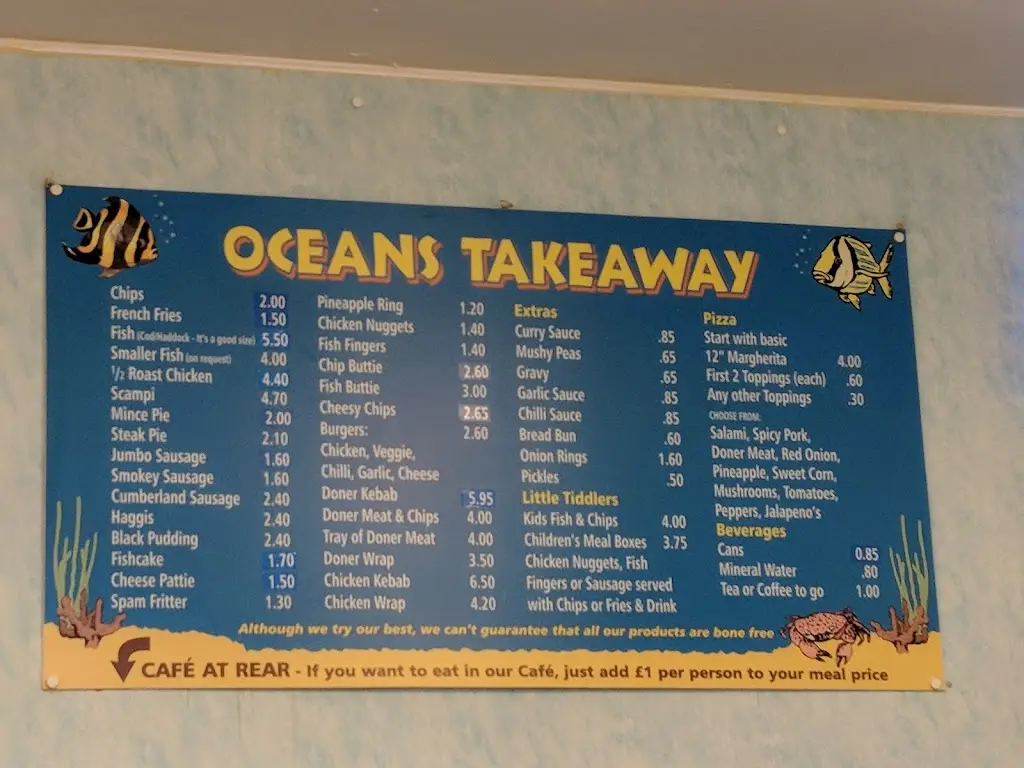 OCEANS TAKEAWAY
Chips 2.00
French Fries 1.50
Fish (Cod/Haddock - It's a good size) 5.50
Smaller Fish (on request) 4.00
1/2 Roast Chicken 4.40
Scampi 4.70
Mince Pie 2.00
Steak Pie 2.10
Jumbo Sausage 1.60
Smokey Sausage 1.60
Cumberland Sausage 2.40
Haggis 2.40
Black Pudding 2.40
Fishcake 1.70
Cheese Pattie 1.50
Spam Fritter 1.30
Pineapple Ring 1.20
Chicken Nuggets 1.40
Fish Fingers 1.40
Chip Buttie 2.60
Fish Buttie 3.00
Cheesy Chips 2.65
Burgers: 2.60
Chicken, Veggie,
Chilli, Garlic, Cheese
Doner Kebab 5.95
Doner Meat & Chips 4.00
Tray of Doner Meat 4.00
Doner Wrap 3.50
Chicken Kebab 6.50
Chicken Wrap 4.20
Extras
Curry Sauce .85
Mushy Peas .65
Gravy .65
Garlic Sauce .85
Chilli Sauce .85
Bread Bun .60
Onion Rings 1.60
Pickles .50
Little Tiddlers
Kids Fish & Chips 4.00
Children's Meal Boxes 3.75
Chicken Nuggets, Fish
Fingers or Sausage served
with Chips or Fries & Drink
Pizza
Start with basic
12" Margherita 4.00
First 2 Toppings (each) .60
Any other Toppings .30
CHOOSE FROM:
Salami, Spicy Pork,
Doner Meat, Red Onion,
Pineapple, Sweet Corn,
Mushrooms, Tomatoes,
Peppers, Jalapeno's
Beverages
Cans 0.85
Mineral Water .80
Tea or Coffee to go 1.00
Although we try our best, we can't guarantee that all our products are bone free
CAFÉ AT REAR - If you want to eat in our Café, just add £1 per person to your meal price